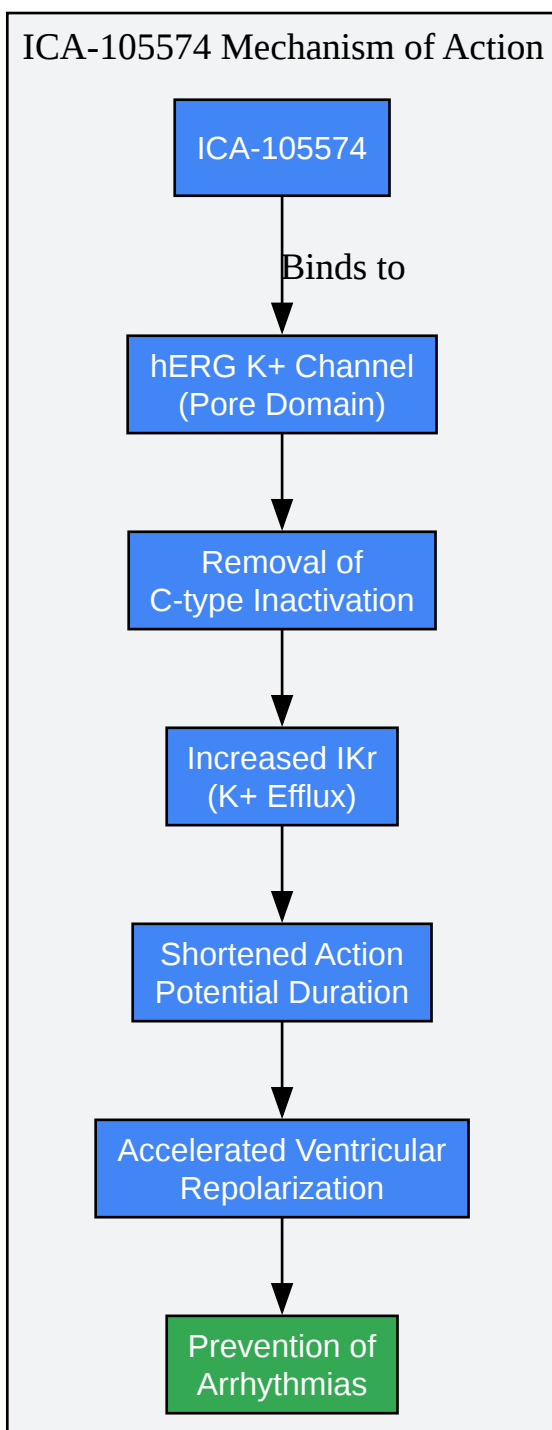 ICA-105574 Mechanism of Action
ICA-105574
Binds to
hERG K+ Channel
(Pore Domain)
Removal of
C-type Inactivation
Increased IKr
(K+ Efflux)
Shortened Action
Potential Duration
Accelerated Ventricular
Repolarization
Prevention of
Arrhythmias